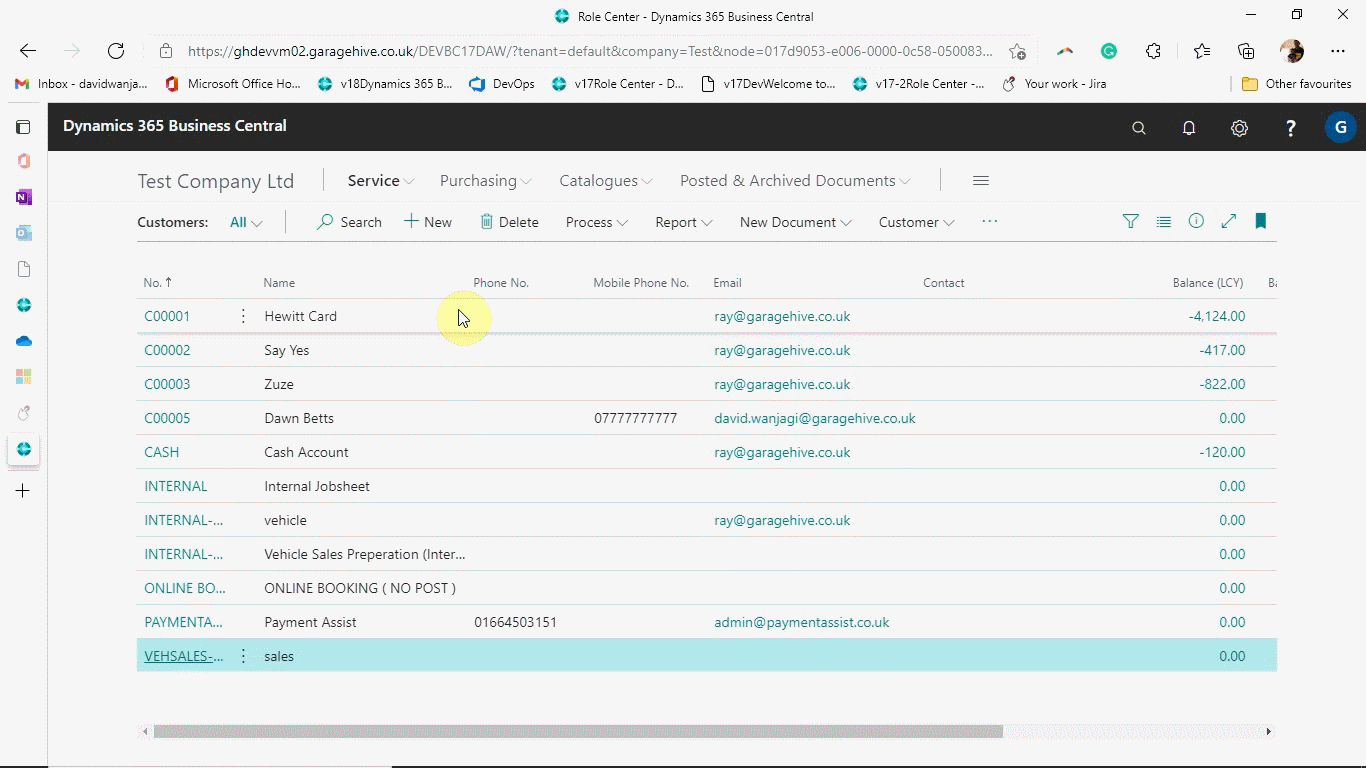 Role Center - Dynamics 365 Business Central
https://ghdevvm02.garagehive.co.uk/DEVBC17DAW/?tenant=default&company=Test&node=017d9053-e006-0000-0c58-050083...
Inbox - davidwanja... Microsoft Office Ho... v18Dynamics 365 B... DevOps v17Role Center - D... v17DevWelcome to... v17-2Role Center -... Your work - Jira Other favourites
Dynamics 365 Business Central ? G
Test Company Ltd Service Purchasing Catalogues Posted & Archived Documents
Customers: All Search New Delete Process Report New Document Customer ...
No. ↑ Name Phone No. Mobile Phone No. Email Contact Balance (LCY) Ba
C00001 Hewitt Card ray@garagehive.co.uk -4,124.00
C00002 Say Yes ray@garagehive.co.uk -417.00
C00003 Zuze ray@garagehive.co.uk -822.00
C00005 Dawn Betts 07777777777 david.wanjagi@garagehive.co.uk 0.00
CASH Cash Account ray@garagehive.co.uk -120.00
INTERNAL Internal Jobsheet 0.00
INTERNAL-... vehicle ray@garagehive.co.uk 0.00
INTERNAL-... Vehicle Sales Preperation (Inter... 0.00
ONLINE BO... ONLINE BOOKING ( NO POST ) 0.00
PAYMENTA... Payment Assist 01664503151 admin@paymentassist.co.uk 0.00
VEHSALES-... sales 0.00